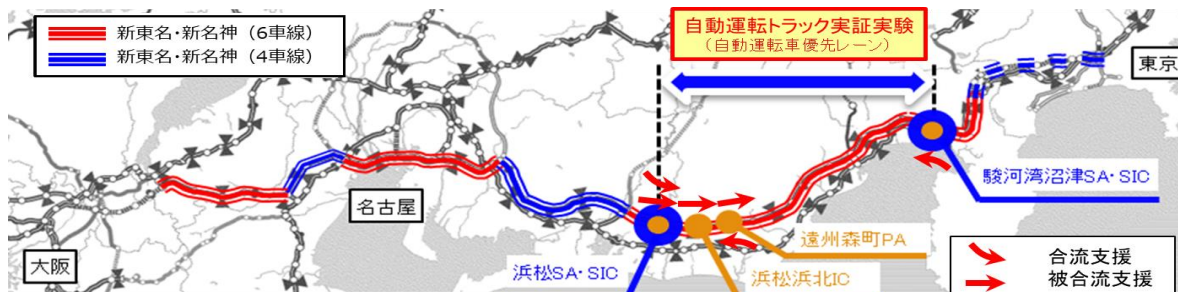 新東名・新名神（6車線）
新東名・新名神（4車線）
自動運転トラック実証実験
（自動運転車優先レーン）
東京
駿河湾沼津SA・SIC
名古屋
遠州森町PA
大阪
浜松SA・SIC
浜松浜北IC
合流支援
被合流支援